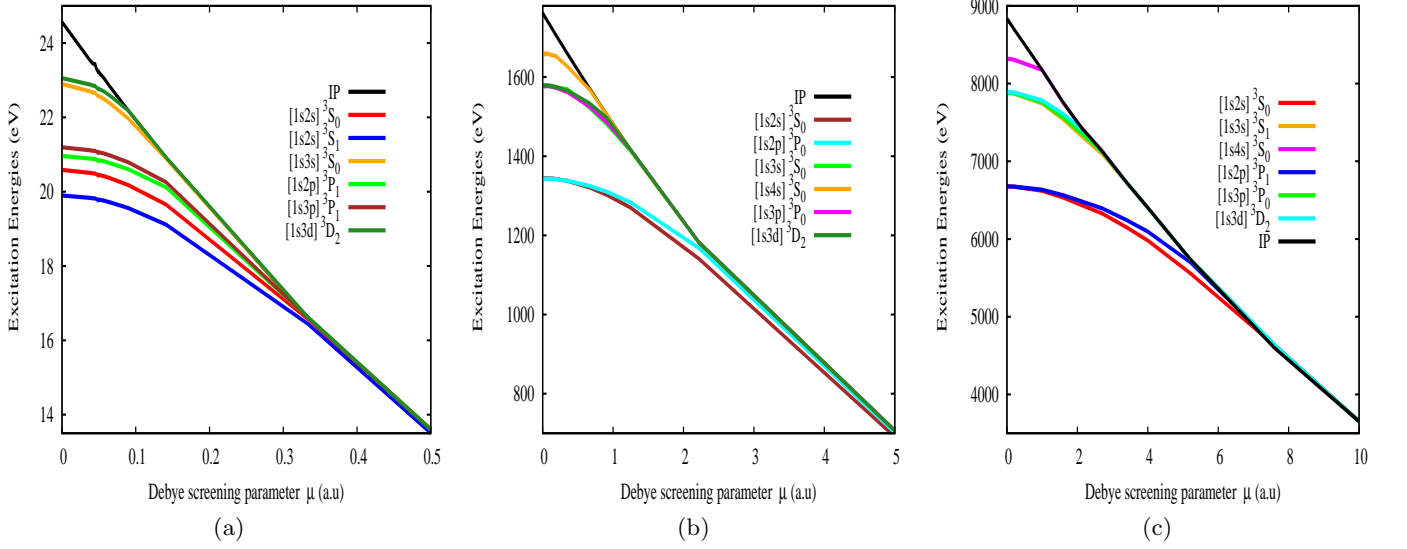 Excitation Energies (eV)
24
22
20
18
16
14
IP
[1s2s] ³S₀
[1s2s] ³S₁
[1s3s] ³S₀
[1s2p] ³P₁
[1s3p] ³P₁
[1s3d] ³D₂
0
0.1
0.2
0.3
0.4
0.5
Debye screening parameter μ (a.u)
(a)
Excitation Energies (eV)
1600
1400
1200
1000
800
IP
[1s2s] ³S₀
[1s2p] ³P₀
[1s3s] ³S₀
[1s4s] ³S₀
[1s3p] ³P₀
[1s3d] ³D₂
0
1
2
3
4
5
Debye screening parameter μ (a.u)
(b)
Excitation Energies (eV)
9000
8000
7000
6000
5000
4000
[1s2s] ³S₀
[1s3s] ³S₁
[1s4s] ³S₀
[1s2p] ³P₁
[1s3p] ³P₀
[1s3d] ³D₂
IP
0
2
4
6
8
10
Debye screening parameter μ (a.u)
(c)